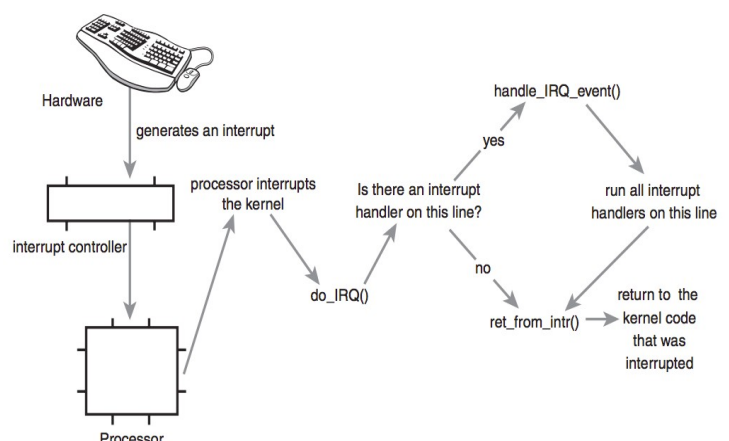 Hardware
generates an interrupt
interrupt controller
Processor
processor interrupts
the kernel
do_IRQ()
Is there an interrupt
handler on this line?
yes
no
handle_IRQ_event()
run all interrupt
handlers on this line
ret_from_intr()
return to the
kernel code
that was
interrupted